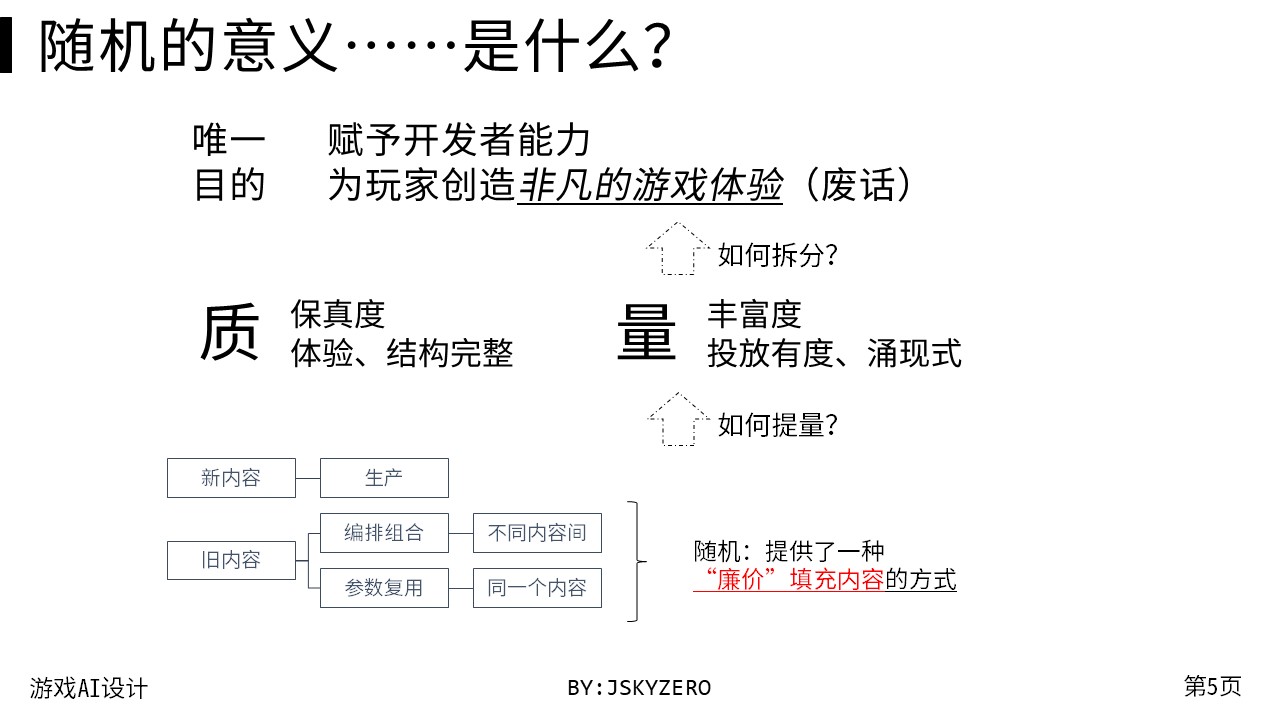 随机的意义……是什么？
唯一
目的
赋予开发者能力
为玩家创造非凡的游戏体验（废话）
如何拆分？
质
保真度
体验、结构完整
量
丰富度
投放有度、涌现式
如何提量？
新内容
生产
旧内容
编排组合
不同内容间
参数复用
同一个内容
随机：提供了一种
“廉价”填充内容的方式
游戏AI设计
BY:JSKYZERO
第5页